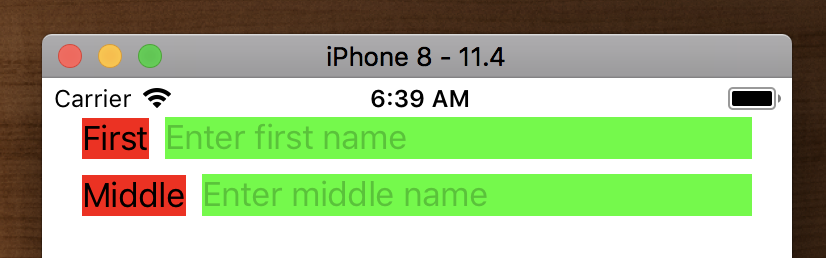 iPhone 8 - 11.4
Carrier 6:39 AM
First Enter first name
Middle Enter middle name